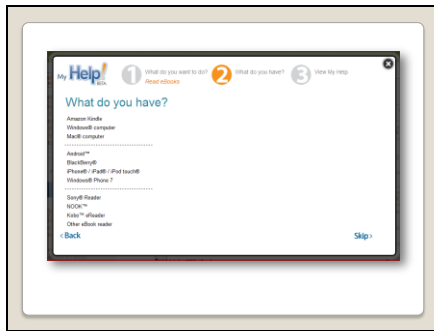 My Help! BETA
1 What do you want to do? 2 What do you have? 3 View My Help
Read eBooks
What do you have?
Amazon Kindle
Windows® computer
Mac® computer
Android™
BlackBerry®
iPhone® / iPad® / iPod touch®
Windows® Phone 7
Sony® Reader
NOOK™
Kobo™ eReader
Other eBook reader
‹ Back Skip ›